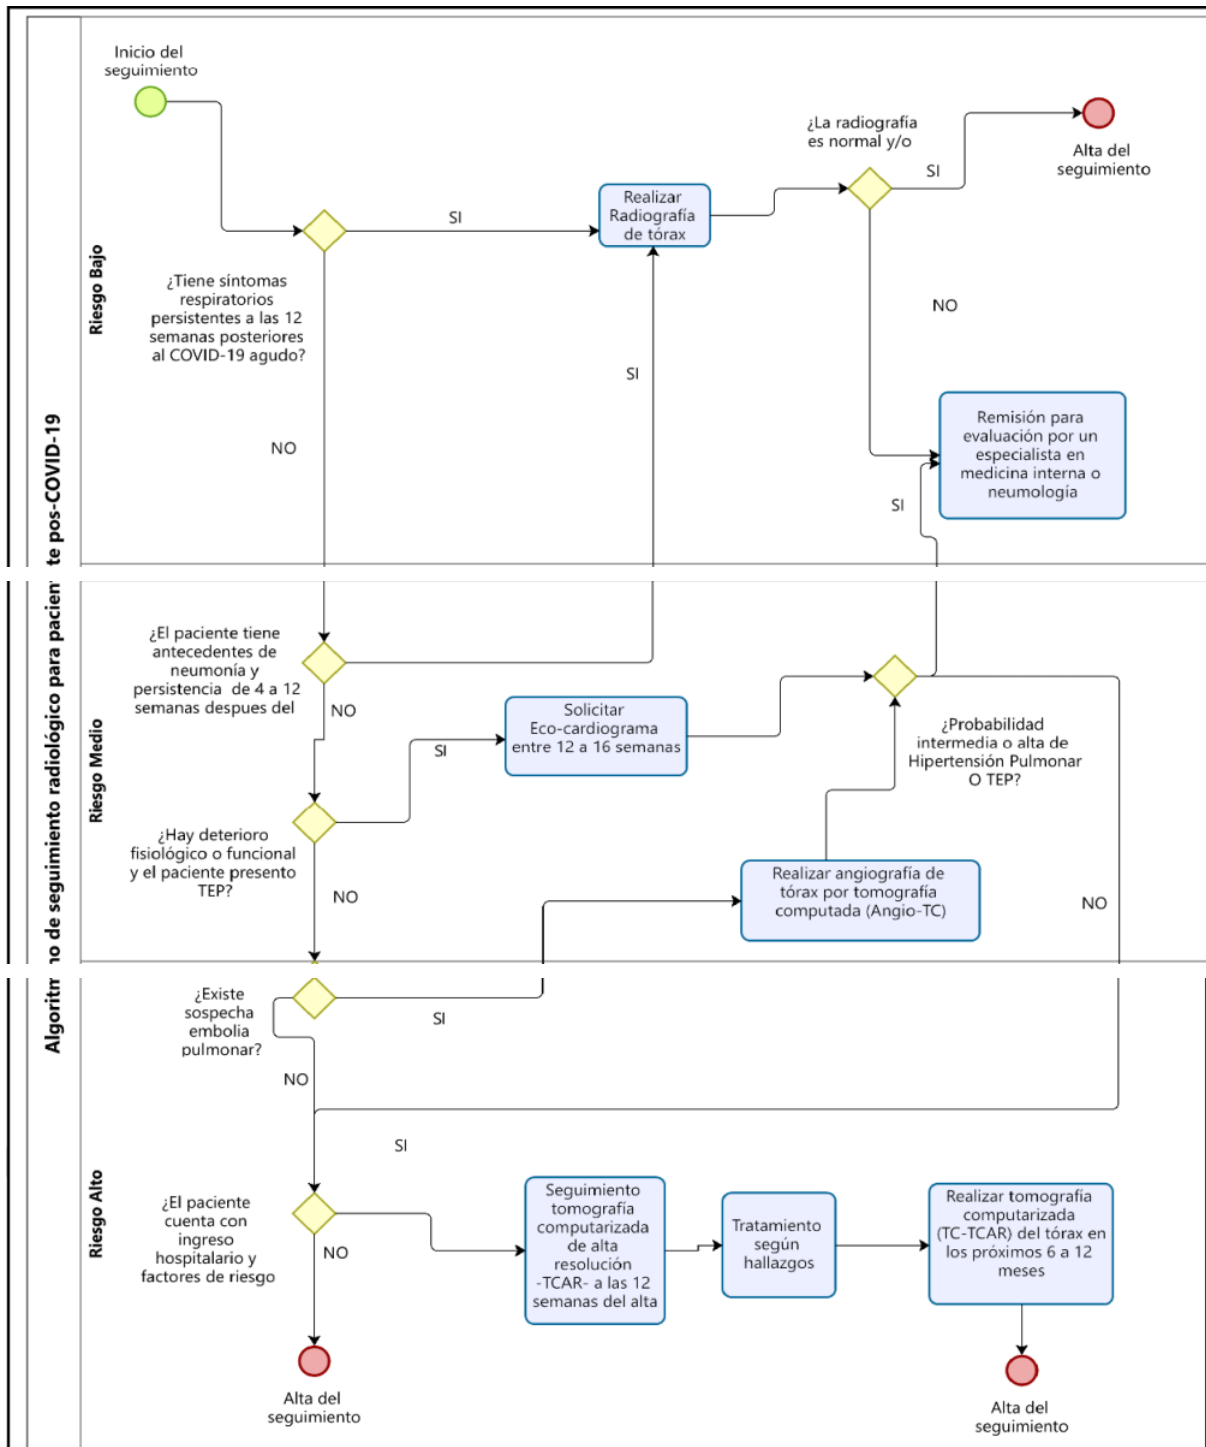 Algoritmo de seguimiento radiológico para paciente pos-COVID-19
Riesgo Bajo
Inicio del
seguimiento
¿Tiene síntomas
respiratorios
persistentes a las 12
semanas posteriores
al COVID-19 agudo?
SI
NO
Realizar
Radiografía
de tórax
SI
¿La radiografía
es normal y/o
SI
Alta del
seguimiento
NO
Remisión para
evaluación por un
especialista en
medicina interna o
neumología
SI
Riesgo Medio
¿El paciente tiene
antecedentes de
neumonía y
persistencia de 4 a 12
semanas despues del
NO
¿Hay deterioro
fisiológico o funcional
y el paciente presento
TEP?
SI
NO
Solicitar
Eco-cardiograma
entre 12 a 16 semanas
¿Probabilidad
intermedia o alta de
Hipertensión Pulmonar
O TEP?
Realizar angiografía de
tórax por tomografía
computada (Angio-TC)
NO
Riesgo Alto
¿Existe
sospecha
embolia
pulmonar?
SI
NO
SI
¿El paciente
cuenta con
ingreso
hospitalario y
factores de riesgo
NO
Alta del
seguimiento
Seguimiento
tomografía
computarizada
de alta
resolución
-TCAR- a las 12
semanas del alta
Tratamiento
según
hallazgos
Realizar tomografía
computarizada
(TC-TCAR) del tórax en
los próximos 6 a 12
meses
Alta del
seguimiento